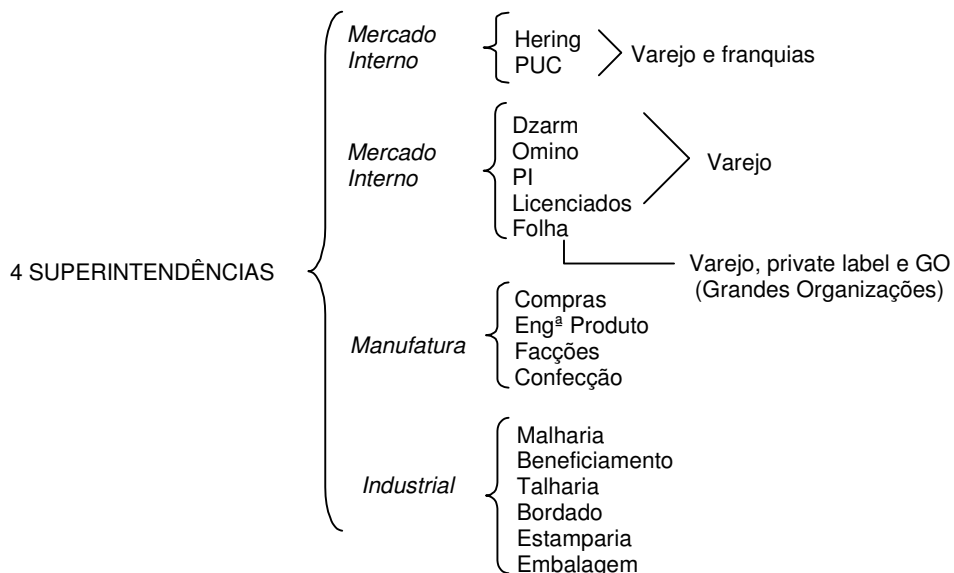 Mercado
Interno
Hering
PUC
Varejo e franquias
Mercado
Interno
Dzarm
Omino
PI
Licenciados
Folha
Varejo
4 SUPERINTENDÊNCIAS
Varejo, private label e GO
(Grandes Organizações)
Manufatura
Compras
Engª Produto
Facções
Confecção
Industrial
Malharia
Beneficiamento
Talharia
Bordado
Estamparia
Embalagem